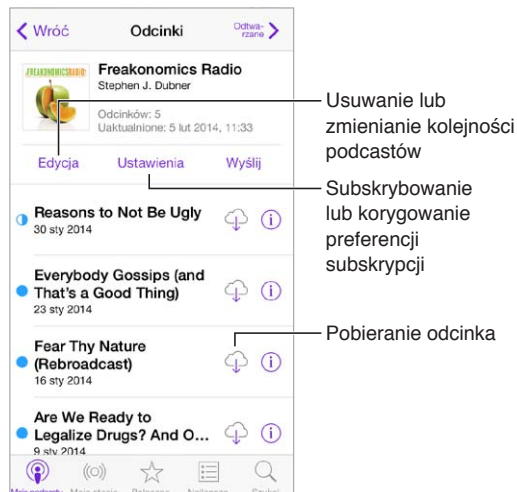 Wróć
Odcinki
Odtwa-
rzane
FREAKONOMICS RADIO
Freakonomics Radio
Stephen J. Dubner
Odcinków: 5
Uaktualnione: 5 lut 2014, 11:33
Edycja
Ustawienia
Wyślij
Reasons to Not Be Ugly
30 sty 2014
Everybody Gossips (and
That's a Good Thing)
23 sty 2014
Fear Thy Nature
(Rebroadcast)
16 sty 2014
Are We Ready to
Legalize Drugs? And O...
9 sty 2014
Usuwanie lub
zmienianie kolejności
podcastów
Subskrybowanie
lub korygowanie
preferencji
subskrypcji
Pobieranie odcinka